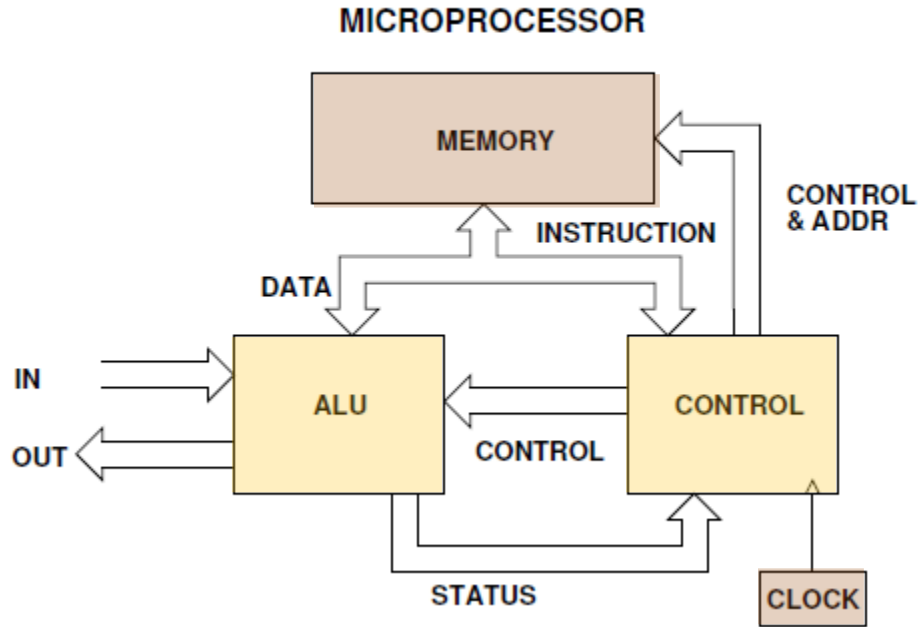 MICROPROCESSOR
MEMORY
CONTROL
& ADDR
INSTRUCTION
DATA
IN
ALU
CONTROL
OUT
CONTROL
STATUS
CLOCK